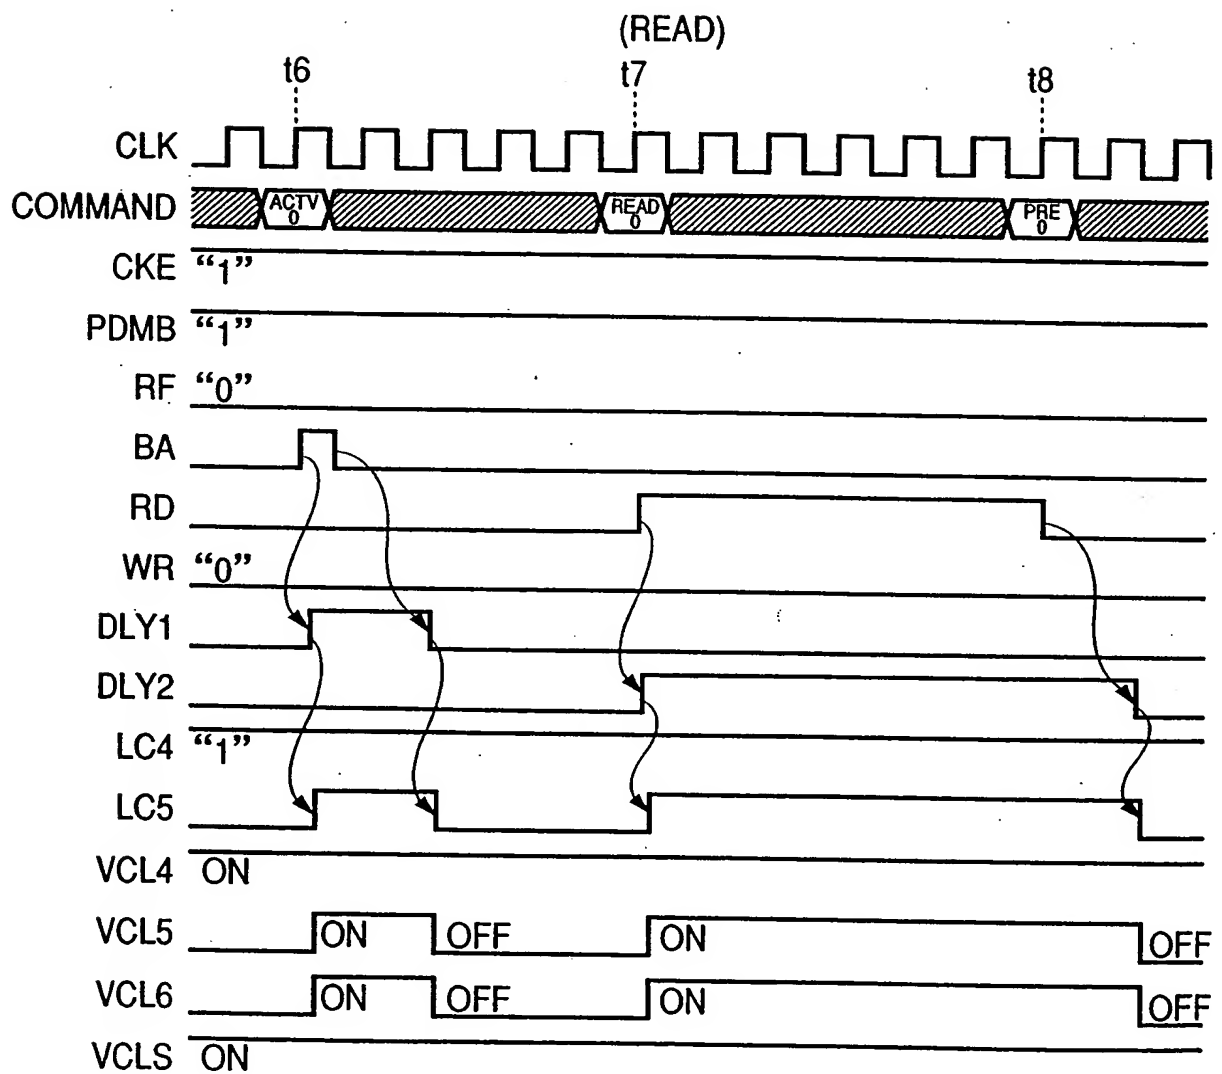 (READ)
t6 t7 t8
CLK
COMMAND ACTV 0 READ 0 PRE 0
CKE “1”
PDMB “1”
RF “0”
BA
RD
WR “0”
DLY1
DLY2
LC4 “1”
LC5
VCL4 ON
VCL5 ON OFF ON OFF
VCL6 ON OFF ON OFF
VCLS ON